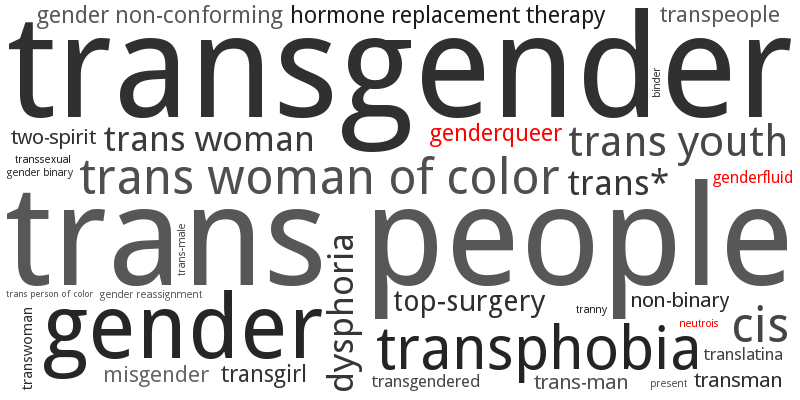 gender non-conforming
hormone replacement therapy
transpeople
transgender
binder
two-spirit
trans woman
genderqueer
trans youth
transsexual
gender binary
trans woman of color
trans*
genderfluid
trans people
trans-male
trans person of color
gender reassignment
dysphoria
top-surgery
tranny
non-binary
neutrois
cis
transwoman
gender
transphobia
translatina
misgender
transgirl
transgendered
trans-man
present
transman